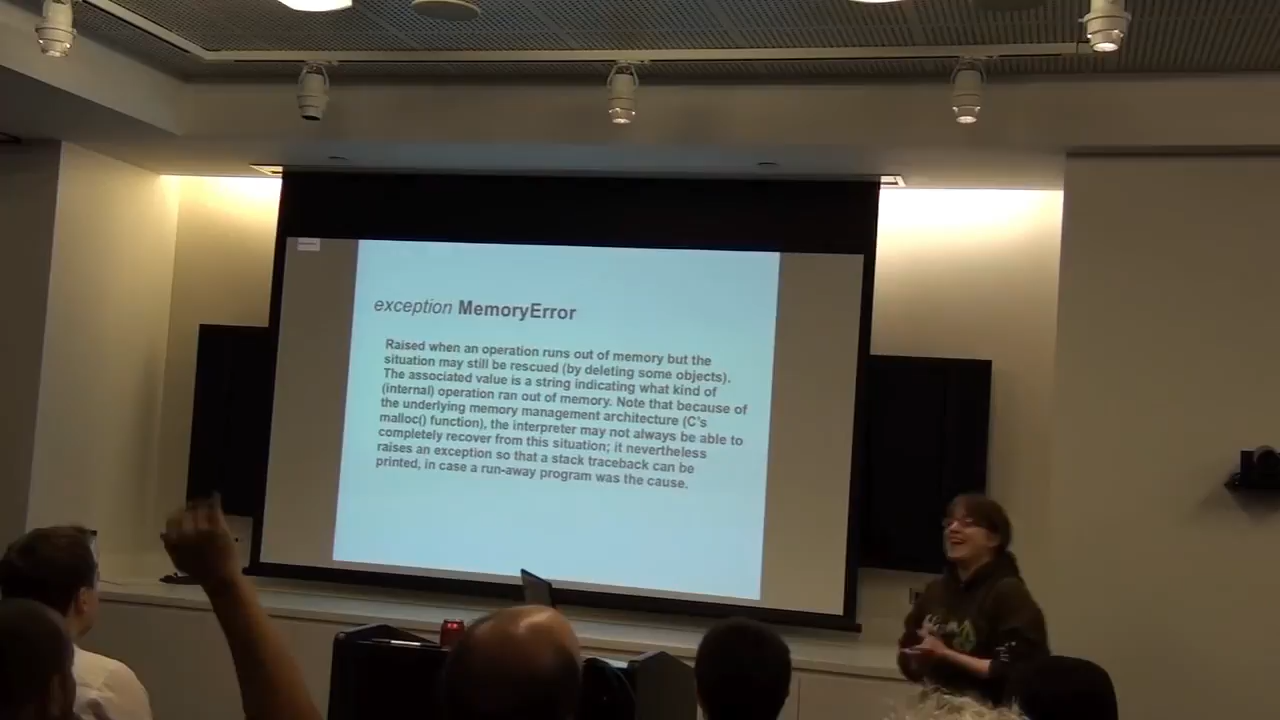 exception MemoryError
Raised when an operation runs out of memory but the
situation may still be rescued (by deleting some objects).
The associated value is a string indicating what kind of
(internal) operation ran out of memory. Note that because of
the underlying memory management architecture (C's
malloc() function), the interpreter may not always be able to
completely recover from this situation; it nevertheless
raises an exception so that a stack traceback can be
printed, in case a run-away program was the cause.